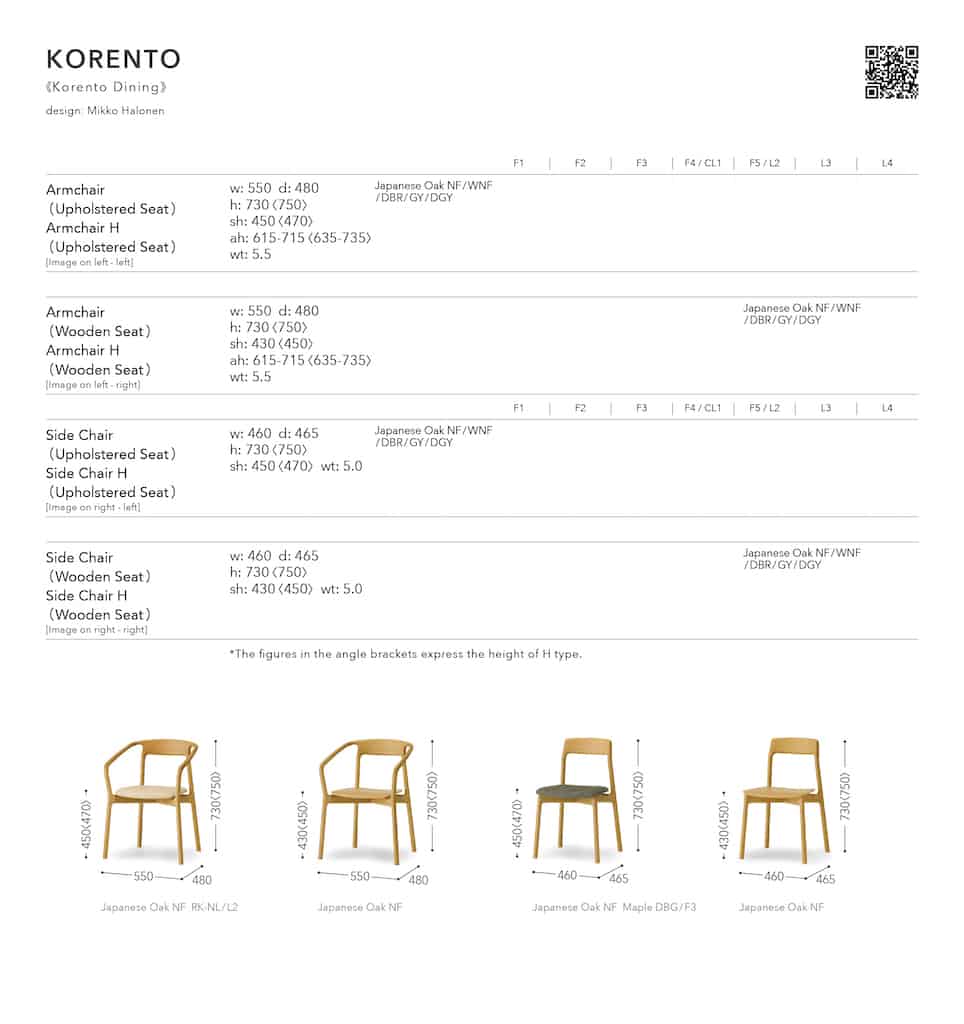 KORENTO
《Korento Dining》
design: Mikko Halonen
F1 | F2 | F3 | F4 / CL1 | F5 / L2 | L3 | L4
Armchair
（Upholstered Seat）
Armchair H
（Upholstered Seat）
[Image on left - left]
w: 550 d: 480
h: 730〈750〉
sh: 450〈470〉
ah: 615-715〈635-735〉
wt: 5.5
Japanese Oak NF/WNF
/DBR/GY/DGY
Armchair
（Wooden Seat）
Armchair H
（Wooden Seat）
[Image on left - right]
w: 550 d: 480
h: 730〈750〉
sh: 430〈450〉
ah: 615-715〈635-735〉
wt: 5.5
Japanese Oak NF/WNF
/DBR/GY/DGY
F1 | F2 | F3 | F4 / CL1 | F5 / L2 | L3 | L4
Side Chair
（Upholstered Seat）
Side Chair H
（Upholstered Seat）
[Image on right - left]
w: 460 d: 465
h: 730〈750〉
sh: 450〈470〉 wt: 5.0
Japanese Oak NF/WNF
/DBR/GY/DGY
Side Chair
（Wooden Seat）
Side Chair H
（Wooden Seat）
[Image on right - right]
w: 460 d: 465
h: 730〈750〉
sh: 430〈450〉 wt: 5.0
Japanese Oak NF/WNF
/DBR/GY/DGY
*The figures in the angle brackets express the height of H type.
450〈470〉
730〈750〉
550
480
Japanese Oak NF RK-NL/L2
430〈450〉
730〈750〉
550
480
Japanese Oak NF
450〈470〉
730〈750〉
460
465
Japanese Oak NF Maple DBG/F3
430〈450〉
730〈750〉
460
465
Japanese Oak NF